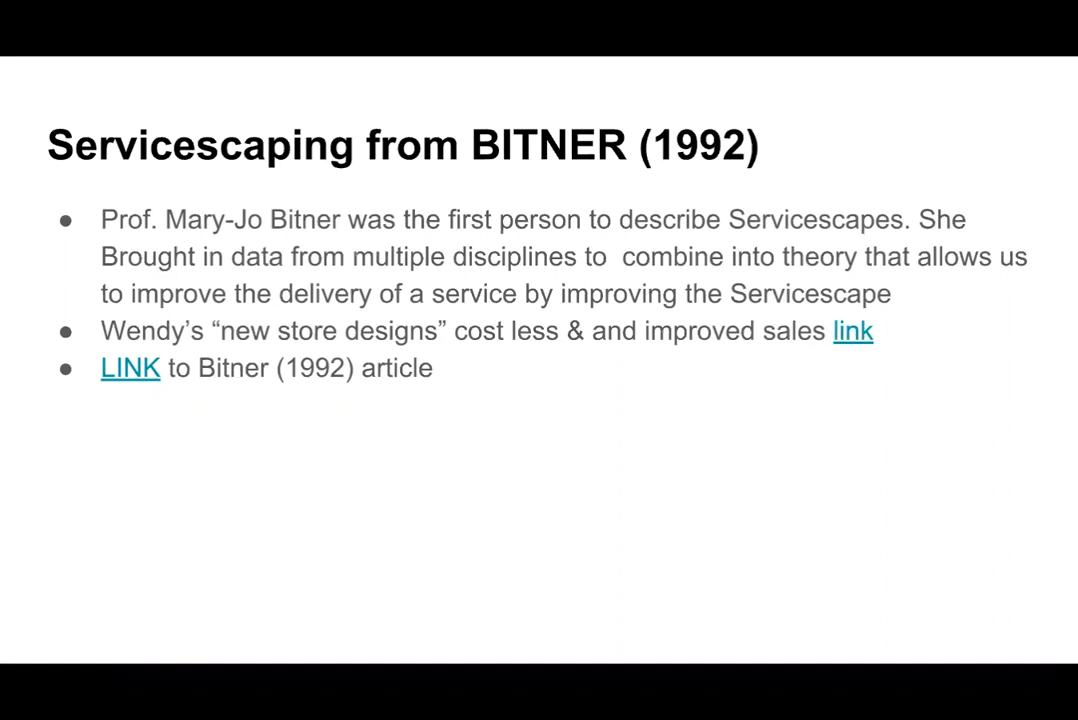 Servicescaping from BITNER (1992)
● Prof. Mary-Jo Bitner was the first person to describe Servicescapes. She
Brought in data from multiple disciplines to  combine into theory that allows us
to improve the delivery of a service by improving the Servicescape
● Wendy’s “new store designs” cost less & and improved sales link
● LINK to Bitner (1992) article